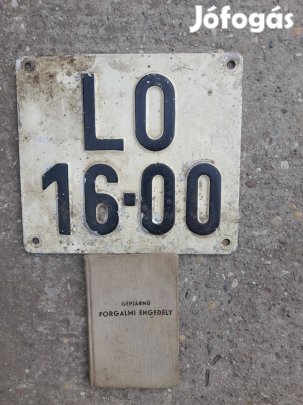 Jófogás
LO
16-00
GÉPJÁRMŰ
FORGALMI ENGEDÉLY